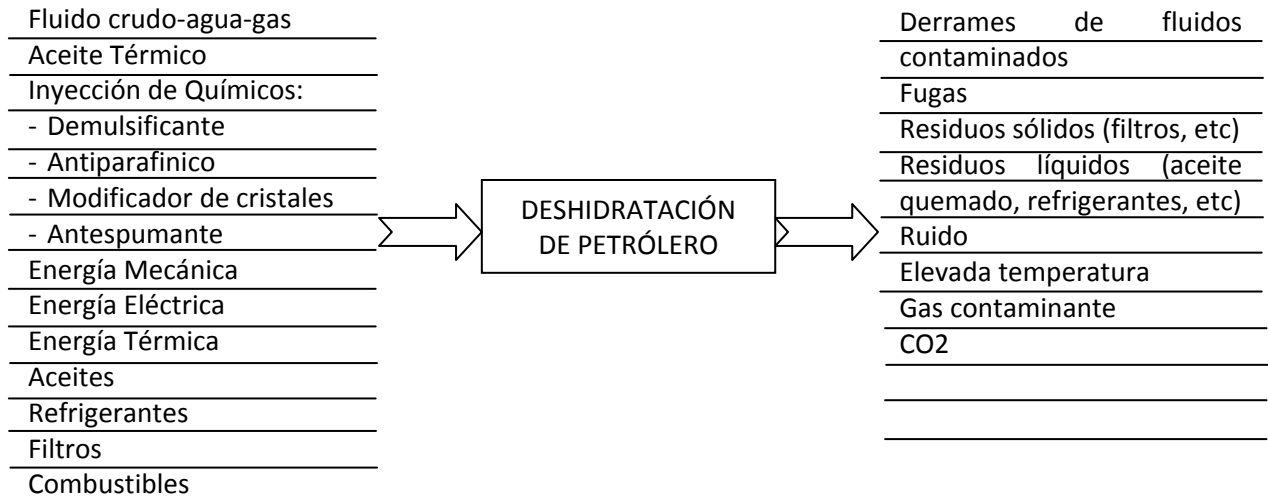 Fluido crudo-agua-gas
Aceite Térmico
Inyección de Químicos:
- Demulsificante
- Antiparafinico
- Modificador de cristales
- Antespumante
Energía Mecánica
Energía Eléctrica
Energía Térmica
Aceites
Refrigerantes
Filtros
Combustibles
DESHIDRATACIÓN
DE PETRÓLERO
Derrames de fluidos
contaminados
Fugas
Residuos sólidos (filtros, etc)
Residuos líquidos (aceite
quemado, refrigerantes, etc)
Ruido
Elevada temperatura
Gas contaminante
CO2